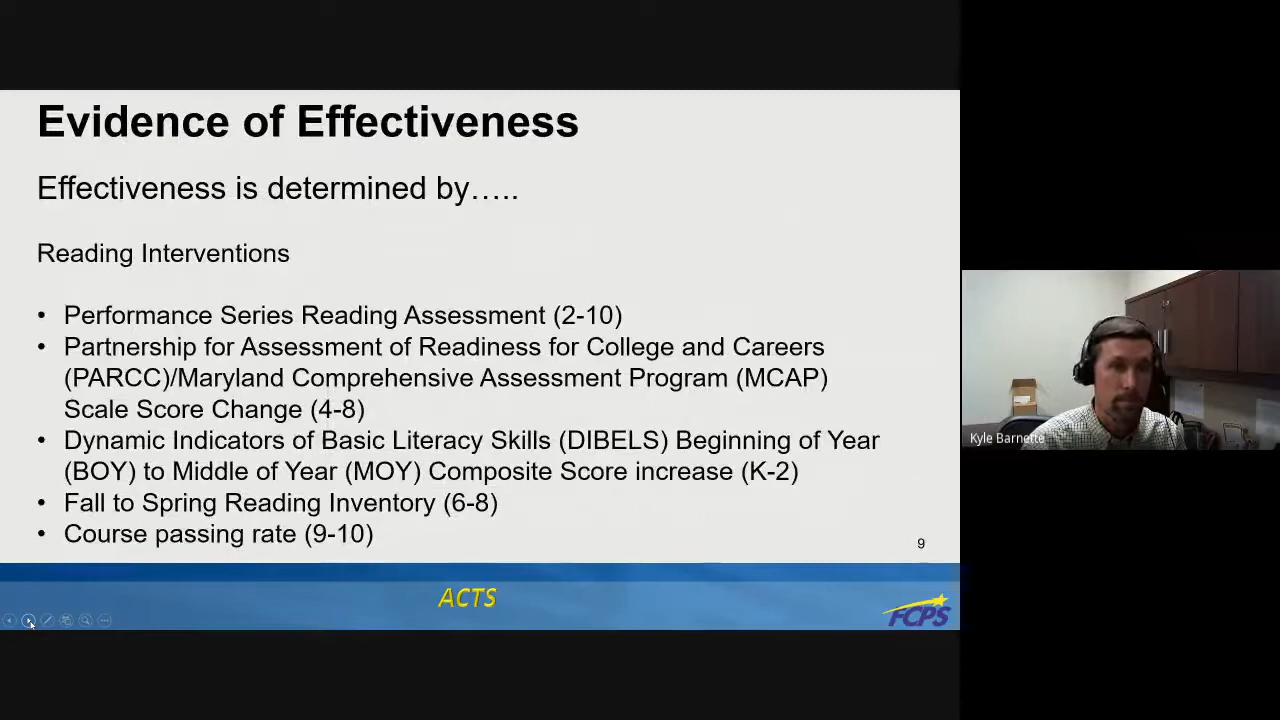 Evidence of Effectiveness
Effectiveness is determined by…..
Reading Interventions
• Performance Series Reading Assessment (2-10)
• Partnership for Assessment of Readiness for College and Careers
(PARCC)/Maryland Comprehensive Assessment Program (MCAP)
Scale Score Change (4-8)
• Dynamic Indicators of Basic Literacy Skills (DIBELS) Beginning of Year
(BOY) to Middle of Year (MOY) Composite Score increase (K-2)
• Fall to Spring Reading Inventory (6-8)
• Course passing rate (9-10)
9
ACTS
FCPS
Kyle Barnette